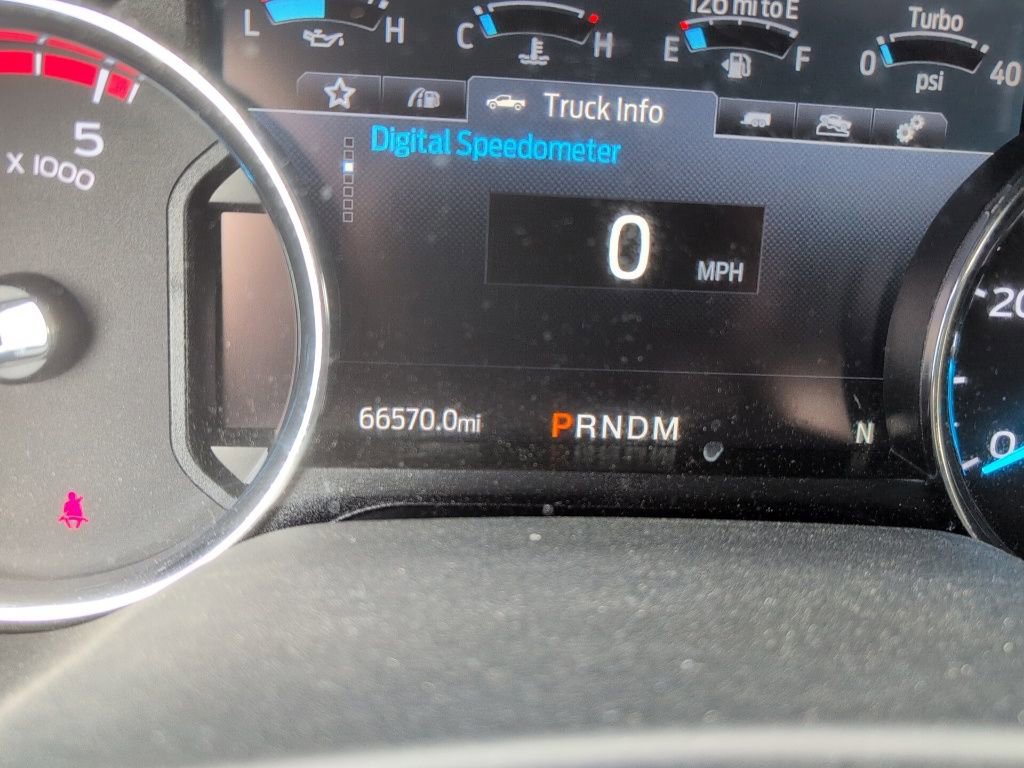 L H
C H
126 mi to E
E F
Turbo
0 40
psi
Truck Info
Digital Speedometer
5
x 1000
0
MPH
20
66570.0mi
PRNDM
N
0